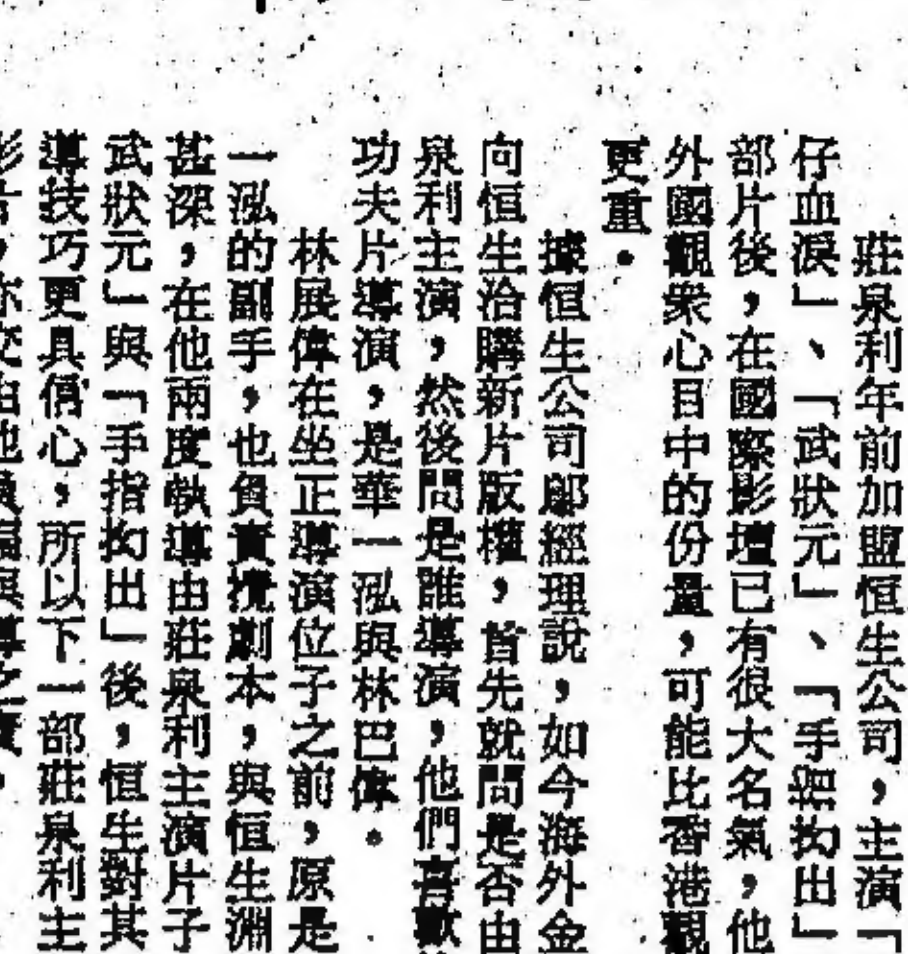 莊泉利年前加盟恒生公司，主演「
仔血淚」、「武狀元」、「手指拗出」
部片後，在國際影壇已有很大名氣，他
外國觀衆心目中的份量，可能比香港觀
更重。
據恒生公司鄺經理說，如今海外金
向恒生洽購新片版權，首先就問是否由
泉利主演，然後問是誰導演，他們喜歡
功夫片導演，是華一泓與林巴偉。
林展偉在坐正導演位子之前，原是
一泓的副手，也負責攪劇本，與恒生淵
甚深，在他兩度執導由莊泉利主演片子
武狀元」與「手指拗出」後，恒生對其
導技巧更具信心，所以下一部莊泉利主
影片，亦交由他負編與導之責，